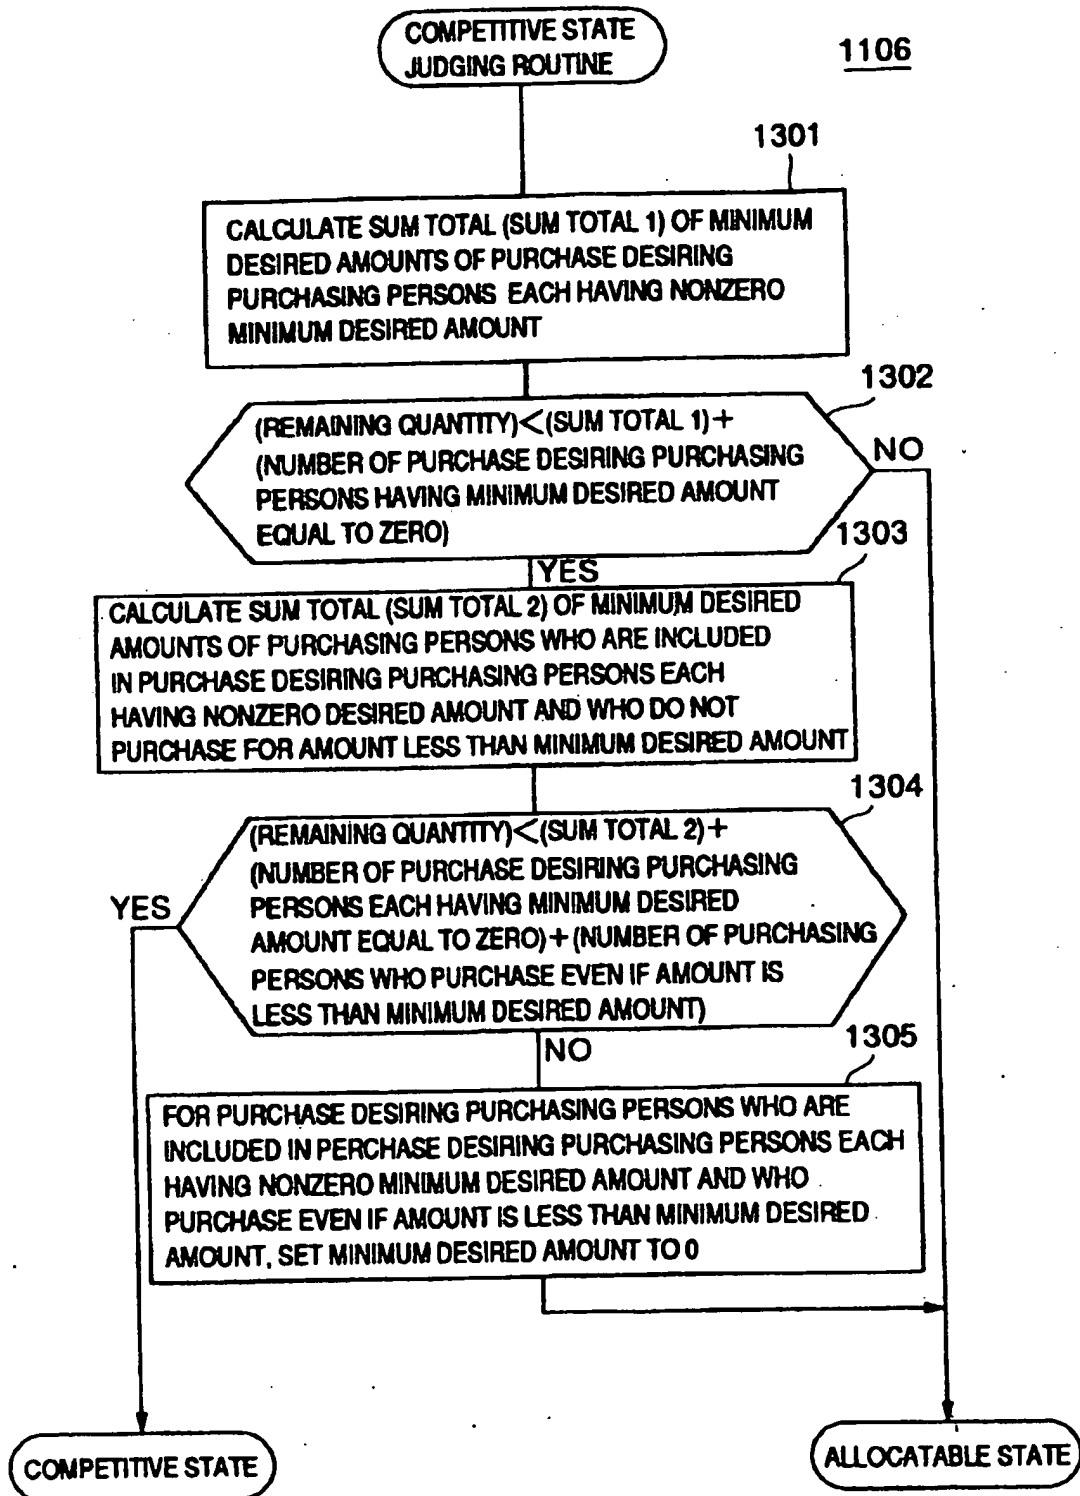 COMPETITIVE STATE
JUDGING ROUTINE
1106
1301
CALCULATE SUM TOTAL (SUM TOTAL 1) OF MINIMUM
DESIRED AMOUNTS OF PURCHASE DESIRING
PURCHASING PERSONS EACH HAVING NONZERO
MINIMUM DESIRED AMOUNT
1302
(REMAINING QUANTITY)<(SUM TOTAL 1)+
(NUMBER OF PURCHASE DESIRING PURCHASING
PERSONS HAVING MINIMUM DESIRED AMOUNT
EQUAL TO ZERO)
NO
YES
1303
CALCULATE SUM TOTAL (SUM TOTAL 2) OF MINIMUM DESIRED
AMOUNTS OF PURCHASING PERSONS WHO ARE INCLUDED
IN PURCHASE DESIRING PURCHASING PERSONS EACH
HAVING NONZERO DESIRED AMOUNT AND WHO DO NOT
PURCHASE FOR AMOUNT LESS THAN MINIMUM DESIRED AMOUNT
1304
(REMAINING QUANTITY)<(SUM TOTAL 2)+
(NUMBER OF PURCHASE DESIRING PURCHASING
PERSONS EACH HAVING MINIMUM DESIRED
AMOUNT EQUAL TO ZERO)+(NUMBER OF PURCHASING
PERSONS WHO PURCHASE EVEN IF AMOUNT IS
LESS THAN MINIMUM DESIRED AMOUNT)
YES
NO
1305
FOR PURCHASE DESIRING PURCHASING PERSONS WHO ARE
INCLUDED IN PERCHASE DESIRING PURCHASING PERSONS EACH
HAVING NONZERO MINIMUM DESIRED AMOUNT AND WHO
PURCHASE EVEN IF AMOUNT IS LESS THAN MINIMUM DESIRED
AMOUNT, SET MINIMUM DESIRED AMOUNT TO 0
COMPETITIVE STATE
ALLOCATABLE STATE